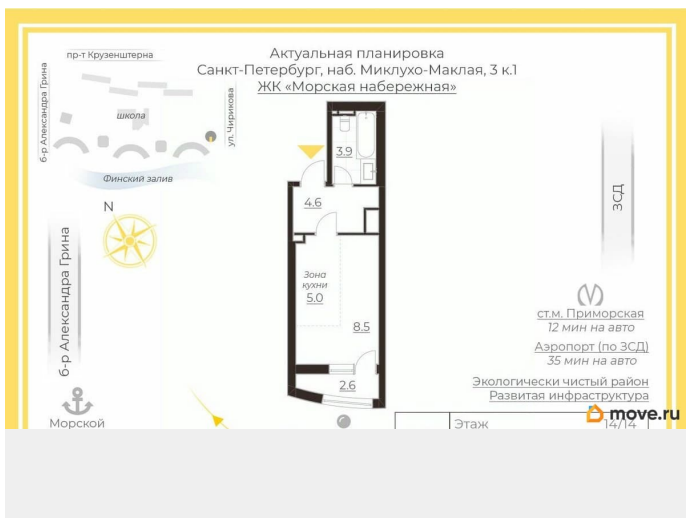 Актуальная планировка
Санкт-Петербург, наб. Миклухо-Маклая, 3 к.1
ЖК «Морская набережная»
пр-т Крузенштерна
б-р Александра Грина
школа
ул. Чирикова
Финский залив
N
б-р Александра Грина
Морской
3.9
4.6
Зона
кухни
5.0
8.5
2.6
ЗСД
ст.м. Приморская
12 мин на авто
Аэропорт (по ЗСД)
35 мин на авто
Экологически чистый район
Развитая инфраструктура
move.ru
Этаж 14/14